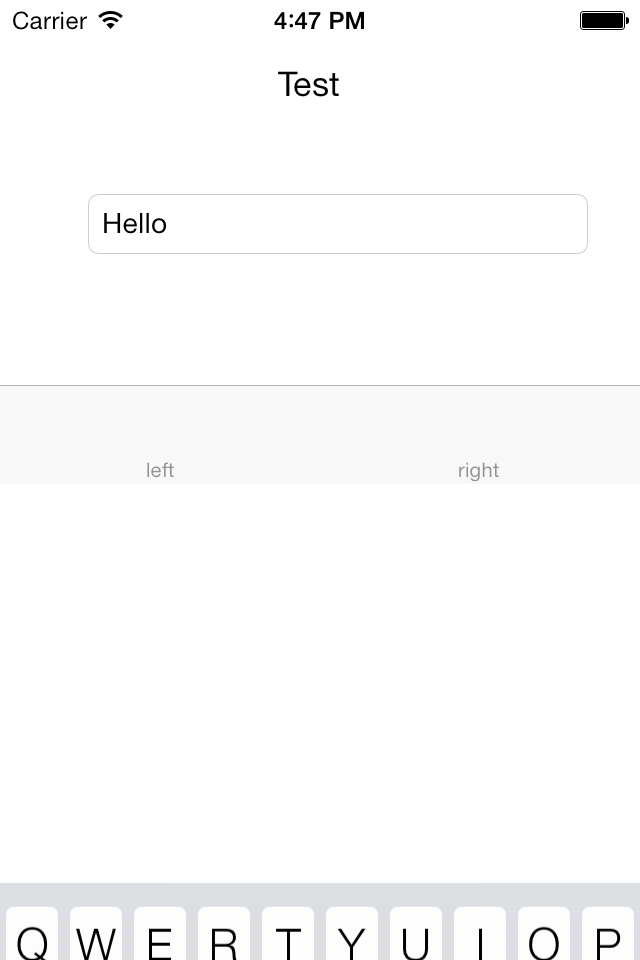 Carrier 4:47 PM
Test
Hello
left right
Q W E R T Y U I O P